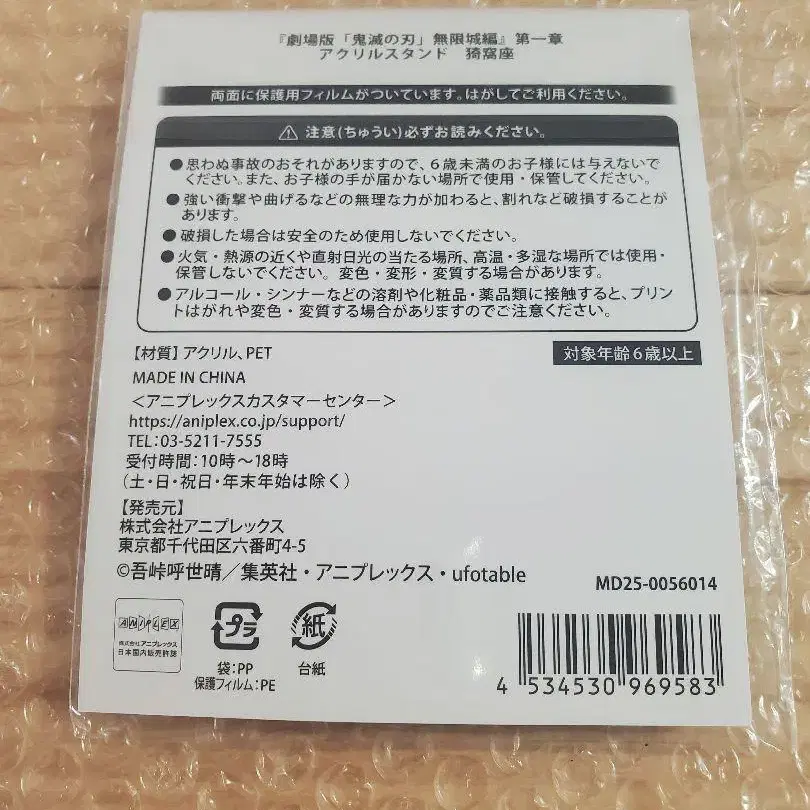 『劇場版「鬼滅の刃」無限城編』第一章
アクリルスタンド　猗窩座
両面に保護用フィルムがついています。はがしてご利用ください。
注意(ちゅうい)必ずお読みください。
●思わぬ事故のおそれがありますので、６歳未満のお子様には与えないで
ください。また、お子様の手が届かない場所で使用・保管してください。
●強い衝撃や曲げるなどの無理な力が加わると、割れなど破損することが
あります。
●破損した場合は安全のため使用しないでください。
●火気・熱源の近くや直射日光の当たる場所、高温・多湿な場所では使用・
保管しないでください。変色・変形・変質する場合があります。
●アルコール・シンナーなどの溶剤や化粧品・薬品類に接触すると、プリン
トはがれや変色・変質する場合がありますのでご注意ください。
【材質】アクリル、PET
対象年齢６歳以上
MADE IN CHINA
＜アニプレックスカスタマーセンター＞
https://aniplex.co.jp/support/
TEL:03-5211-7555
受付時間:10時～18時
(土・日・祝日・年末年始は除く)
【発売元】
株式会社アニプレックス
東京都千代田区六番町4-5
©吾峠呼世晴／集英社・アニプレックス・ufotable
MD25-0056014
ANIPLEX
株式会社アニプレックス
日本国内販売許諾
プラ
袋:PP
保護フィルム:PE
紙
台紙
4 534530 969583